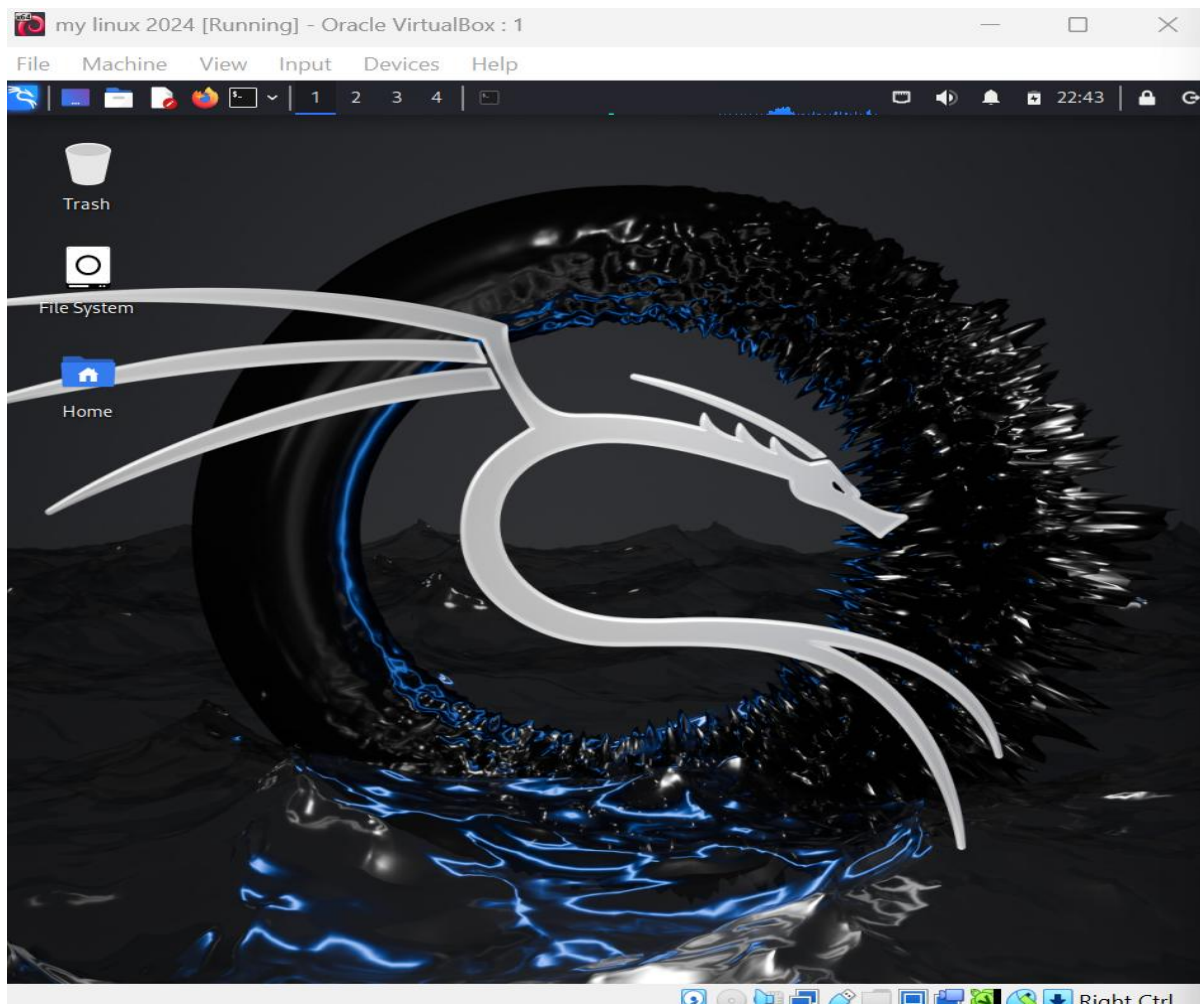 my linux 2024 [Running] - Oracle VirtualBox : 1
File Machine View Input Devices Help
1 2 3 4 22:43
Trash
File System
Home
Right Ctrl